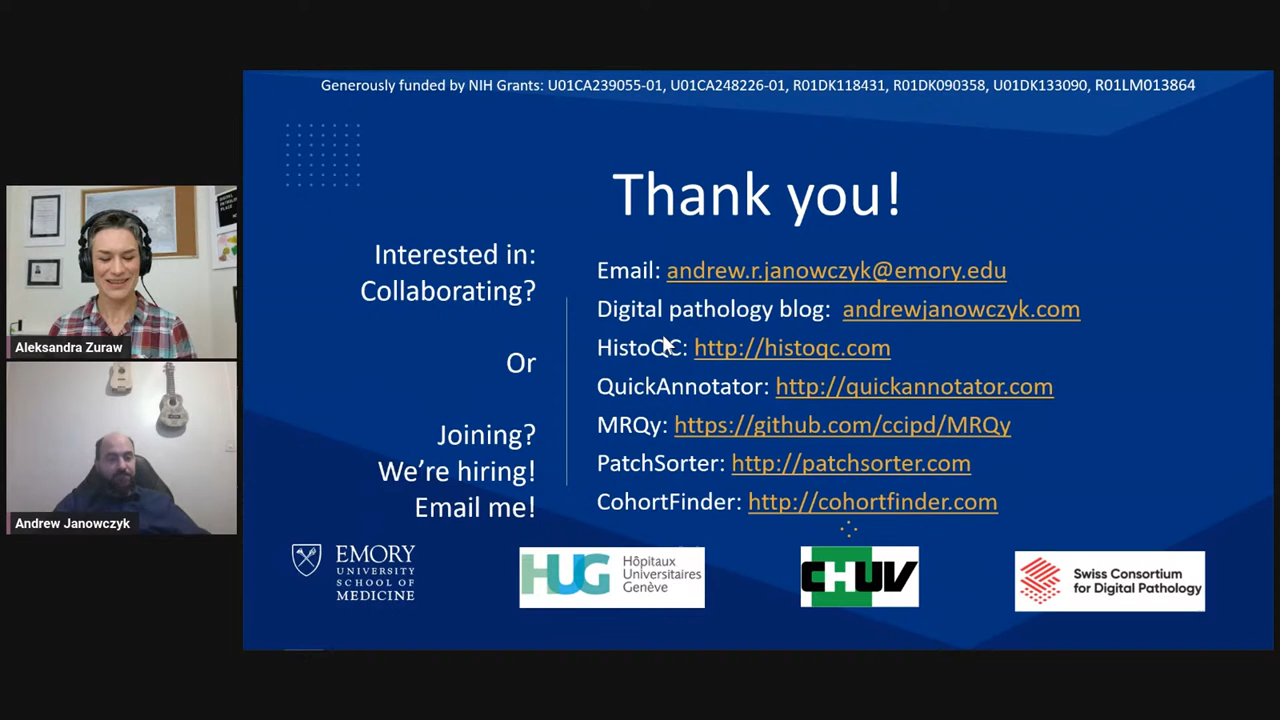 Generously funded by NIH Grants: U01CA239055-01, U01CA248226-01, R01DK118431, R01DK090358, U01DK133090, R01LM013864
Thank you!
Interested in:
Collaborating?
Or
Joining?
We're hiring!
Email me!
Email: andrew.r.janowczyk@emory.edu
Digital pathology blog: andrewjanowczyk.com
HistoQC: http://histoqc.com
QuickAnnotator: http://quickannotator.com
MRQy: https://github.com/ccipd/MRQy
PatchSorter: http://patchsorter.com
CohortFinder: http://cohortfinder.com
EMORY
UNIVERSITY
SCHOOL OF
MEDICINE
HUG
Hôpitaux
Universitaires
Genève
CHUV
Swiss Consortium
for Digital Pathology
Aleksandra Zuraw
Andrew Janowczyk